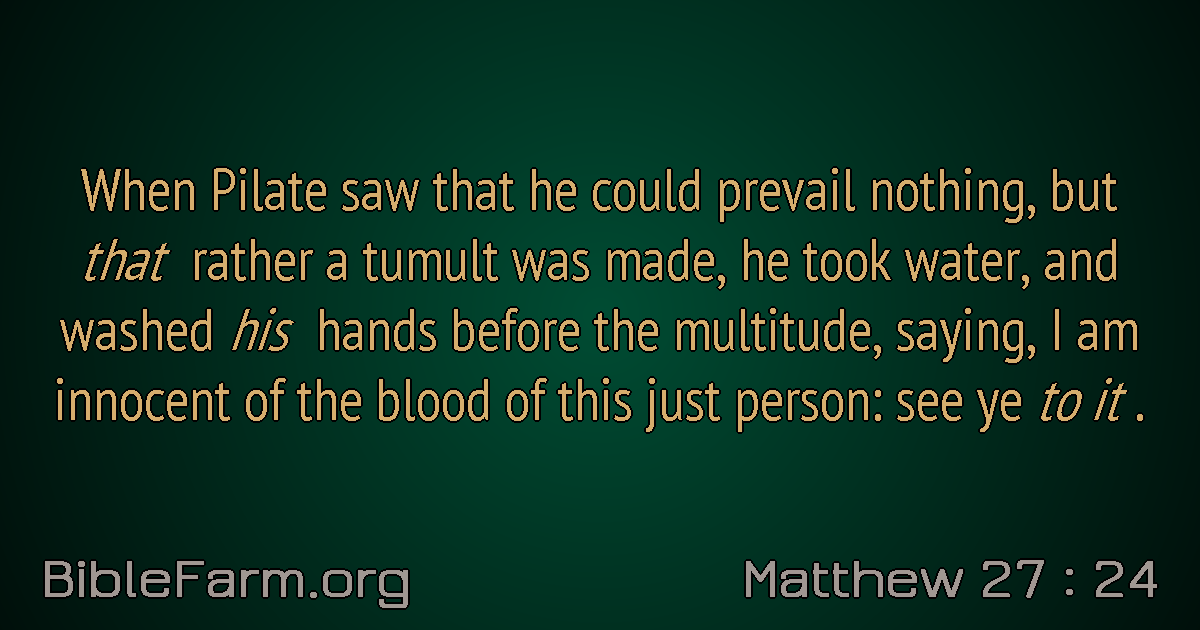 When Pilate saw that he could prevail nothing, but
that rather a tumult was made, he took water, and
washed his hands before the multitude, saying, I am
innocent of the blood of this just person: see ye to it .
BibleFarm.org
Matthew 27 : 24